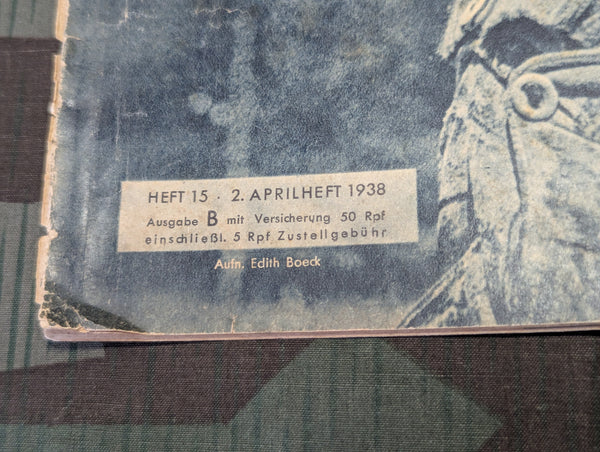 HEFT 15 · 2. APRILHEFT 1938
Ausgabe B mit Versicherung 50 Rpf
einschließl. 5 Rpf Zustellgebühr
Aufn. Edith Boeck